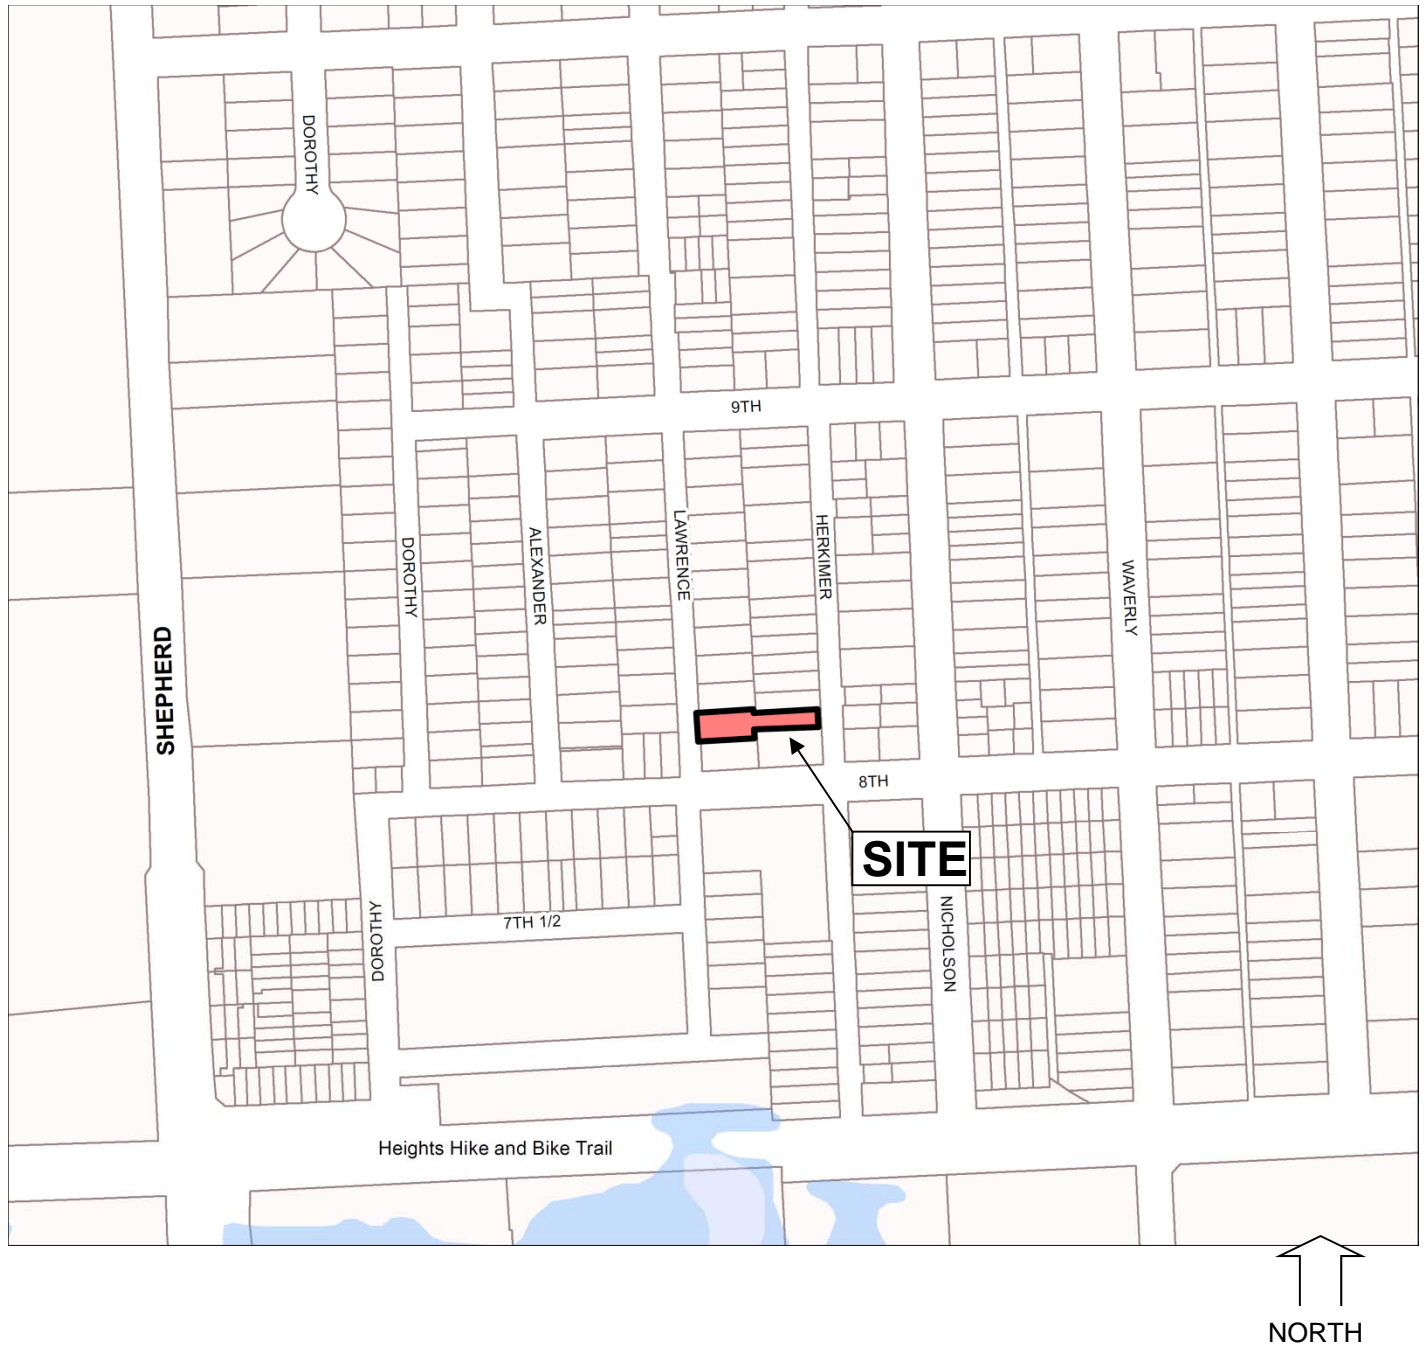 DOROTHY
9TH
LAWRENCE
HERKIMER
ALEXANDER
DOROTHY
WAVERLY
SHEPHERD
8TH
SITE
NICHOLSON
DOROTHY
7TH 1/2
Heights Hike and Bike Trail
NORTH